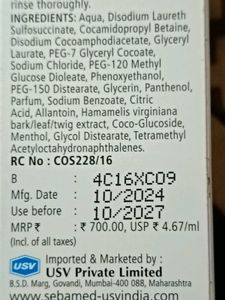 rinse thoroughly.
INGREDIENTS: Aqua, Disodium Laureth
Sulfosuccinate, Cocamidopropyl Betaine,
Disodium Cocoamphodiacetate, Glyceryl
Laurate, PEG-7 Glyceryl Cocoate,
Sodium Chloride, PEG-120 Methyl
Glucose Dioleate, Phenoxyethanol,
PEG-150 Distearate, Glycerin, Panthenol,
Parfum, Sodium Benzoate, Citric
Acid, Allantoin, Hamamelis virginiana
bark/leaf/twig extract, Coco-Glucoside,
Menthol, Glycol Distearate, Tetramethyl
Acetyloctahydronaphthalenes.
RC No : COS228/16
B : 4C16XC09
Mfg. Date : 10/2024
Use before : 10/2027
MRP ₹ : ₹ 700.00, USP ₹ 4.67/ml
(Incl. of all taxes)
USV
Imported & Marketed by :
USV Private Limited
B.S.D. Marg, Govandi, Mumbai-400 088, Maharashtra
www.sebamed-usvindia.com